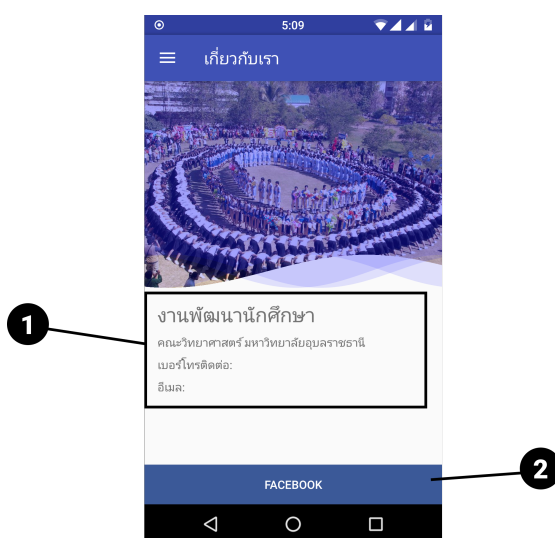 5:09
เกี่ยวกับเรา
งานพัฒนานักศึกษา
คณะวิทยาศาสตร์ มหาวิทยาลัยอุบลราชธานี
เบอร์โทรติดต่อ:
อีเมล:
1
FACEBOOK
2